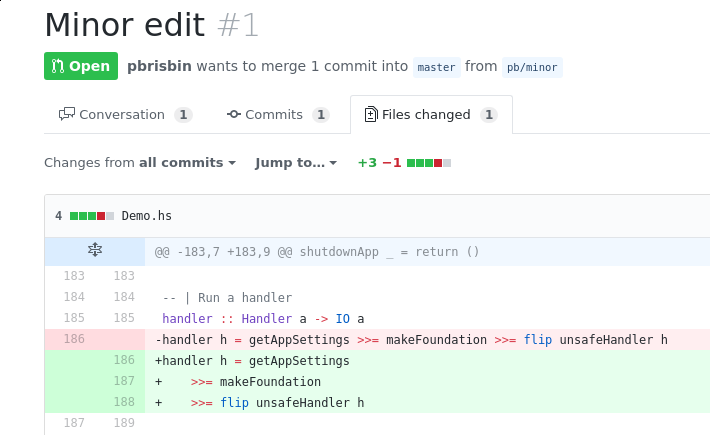 Minor edit #1
Open pbrisbin wants to merge 1 commit into master from pb/minor
Conversation 1 Commits 1 Files changed 1
Changes from all commits Jump to… +3 −1
4 Demo.hs
@@ -183,7 +183,9 @@ shutdownApp _ = return ()
183 183
184 184 -- | Run a handler
185 185 handler :: Handler a -> IO a
186 -handler h = getAppSettings >>= makeFoundation >>= flip unsafeHandler h
186 +handler h = getAppSettings
187 + >>= makeFoundation
188 + >>= flip unsafeHandler h
187 189